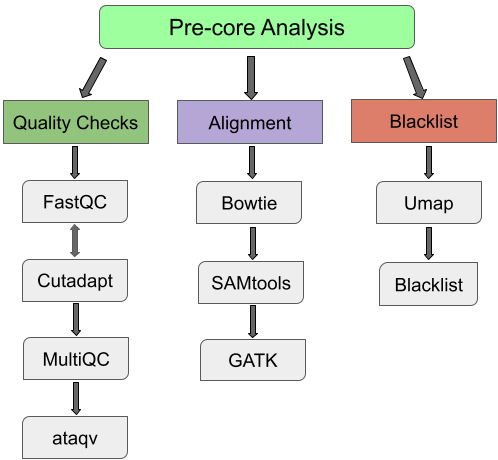 Pre-core Analysis
Quality Checks
Alignment
Blacklist
FastQC
Bowtie
Umap
Cutadapt
SAMtools
Blacklist
MultiQC
GATK
ataqv